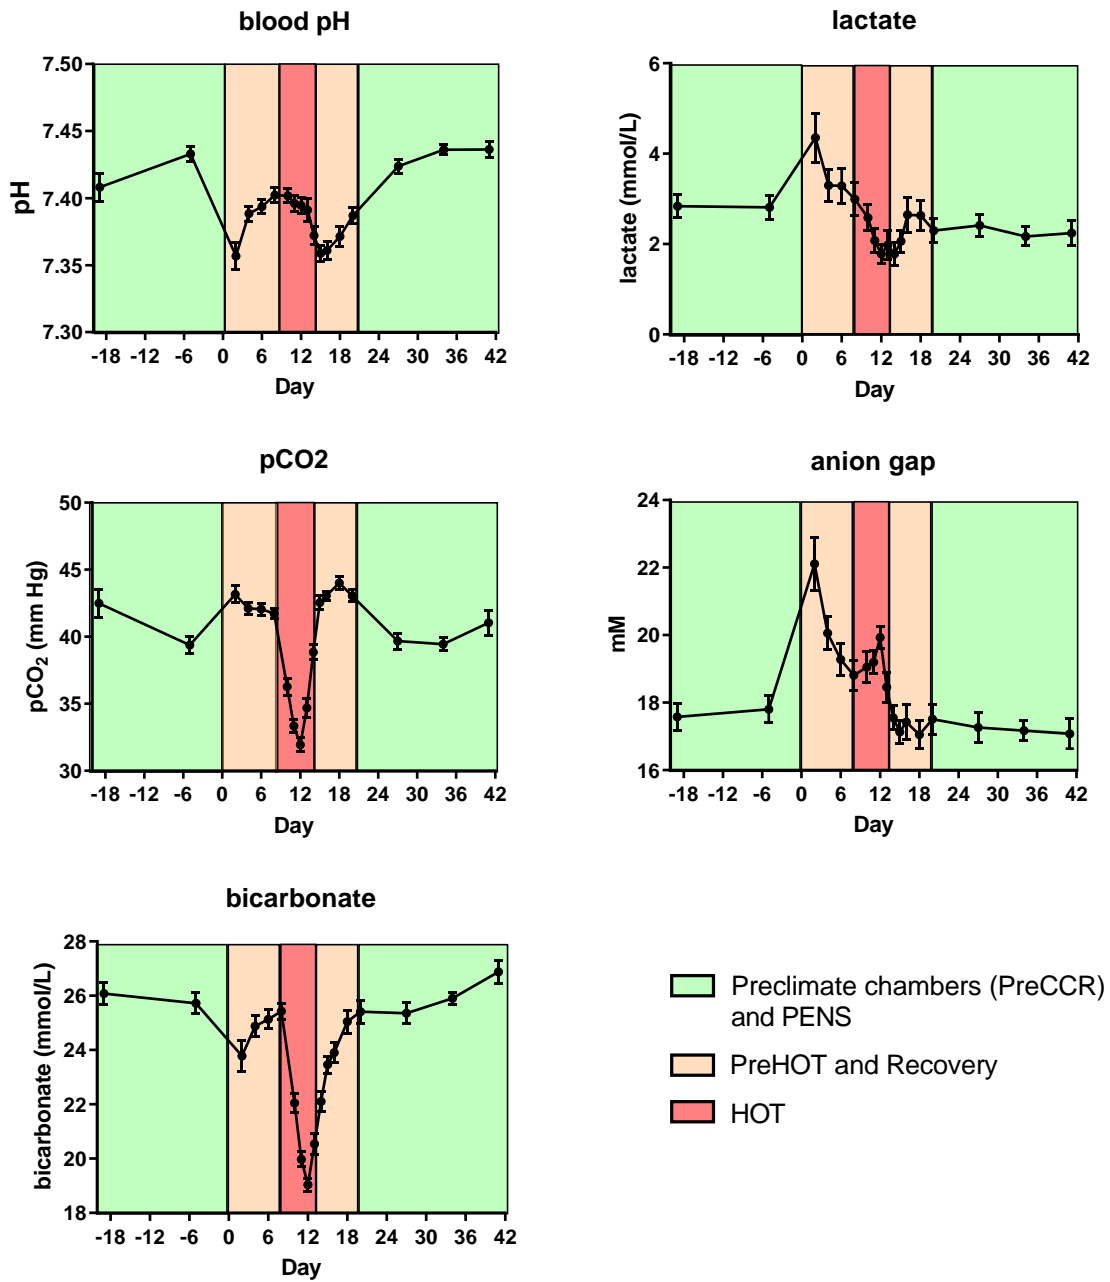 blood pH
7.50
7.45
7.40
7.35
7.30
pH
-18 -12 -6 0 6 12 18 24 30 36 42
Day
lactate
6
4
2
0
lactate (mmol/L)
-18 -12 -6 0 6 12 18 24 30 36 42
Day
pCO2
50
45
40
35
30
pCO₂ (mm Hg)
-18 -12 -6 0 6 12 18 24 30 36 42
Day
anion gap
24
22
20
18
16
mM
-18 -12 -6 0 6 12 18 24 30 36 42
Day
bicarbonate
28
26
24
22
20
18
bicarbonate (mmol/L)
-18 -12 -6 0 6 12 18 24 30 36 42
Day
Preclimate chambers (PreCCR)
and PENS
PreHOT and Recovery
HOT